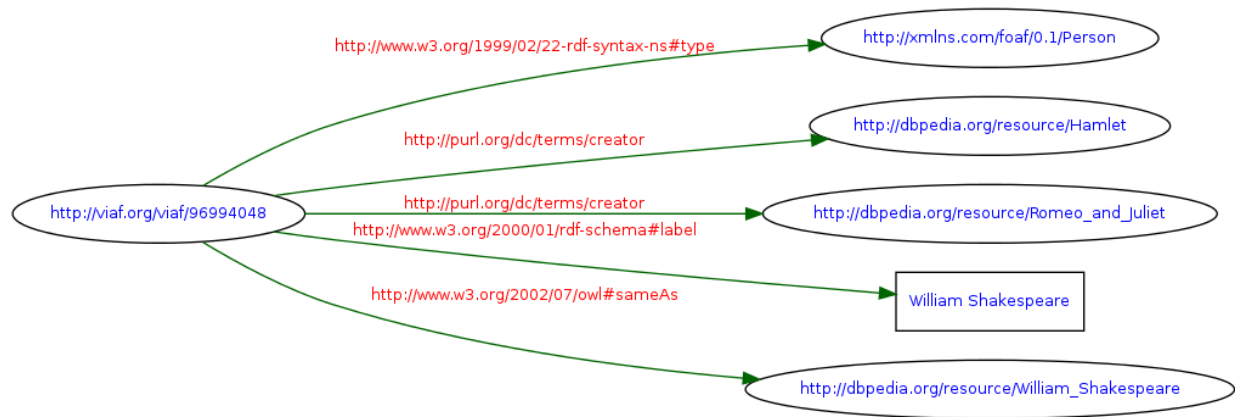 http://www.w3.org/1999/02/22-rdf-syntax-ns#type
http://xmlns.com/foaf/0.1/Person
http://purl.org/dc/terms/creator
http://dbpedia.org/resource/Hamlet
http://viaf.org/viaf/96994048
http://purl.org/dc/terms/creator
http://dbpedia.org/resource/Romeo_and_Juliet
http://www.w3.org/2000/01/rdf-schema#label
William Shakespeare
http://www.w3.org/2002/07/owl#sameAs
http://dbpedia.org/resource/William_Shakespeare